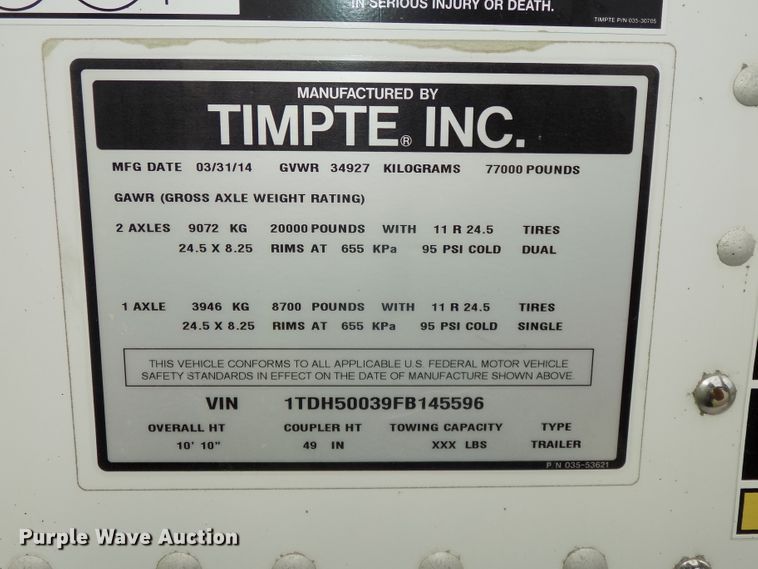 IN SERIOUS INJURY OR DEATH.
TIMPTE P/N 035-30705
MANUFACTURED BY
TIMPTE® INC.
MFG DATE 03/31/14 GVWR 34927 KILOGRAMS 77000 POUNDS
GAWR (GROSS AXLE WEIGHT RATING)
2 AXLES 9072 KG 20000 POUNDS WITH 11 R 24.5 TIRES
24.5 X 8.25 RIMS AT 655 KPa 95 PSI COLD DUAL
1 AXLE 3946 KG 8700 POUNDS WITH 11 R 24.5 TIRES
24.5 X 8.25 RIMS AT 655 KPa 95 PSI COLD SINGLE
THIS VEHICLE CONFORMS TO ALL APPLICABLE U.S. FEDERAL MOTOR VEHICLE
SAFETY STANDARDS IN EFFECT ON THE DATE OF MANUFACTURE SHOWN ABOVE.
VIN 1TDH50039FB145596
OVERALL HT COUPLER HT TOWING CAPACITY TYPE
10' 10" 49 IN XXX LBS TRAILER
P/N 035-53621
Purple Wave Auction